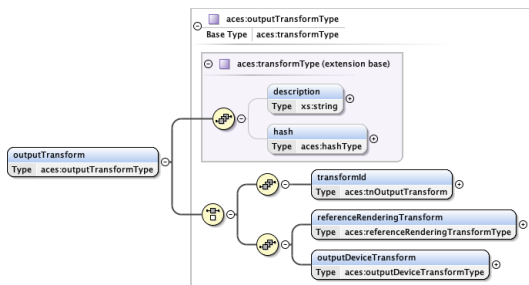 aces:outputTransformType
Base Type aces:transformType
aces:transformType (extension base)
description
Type xs:string
hash
Type aces:hashType
outputTransform
Type aces:outputTransformType
transformId
Type aces:tnOutputTransform
referenceRenderingTransform
Type aces:referenceRenderingTransformType
outputDeviceTransform
Type aces:outputDeviceTransformType